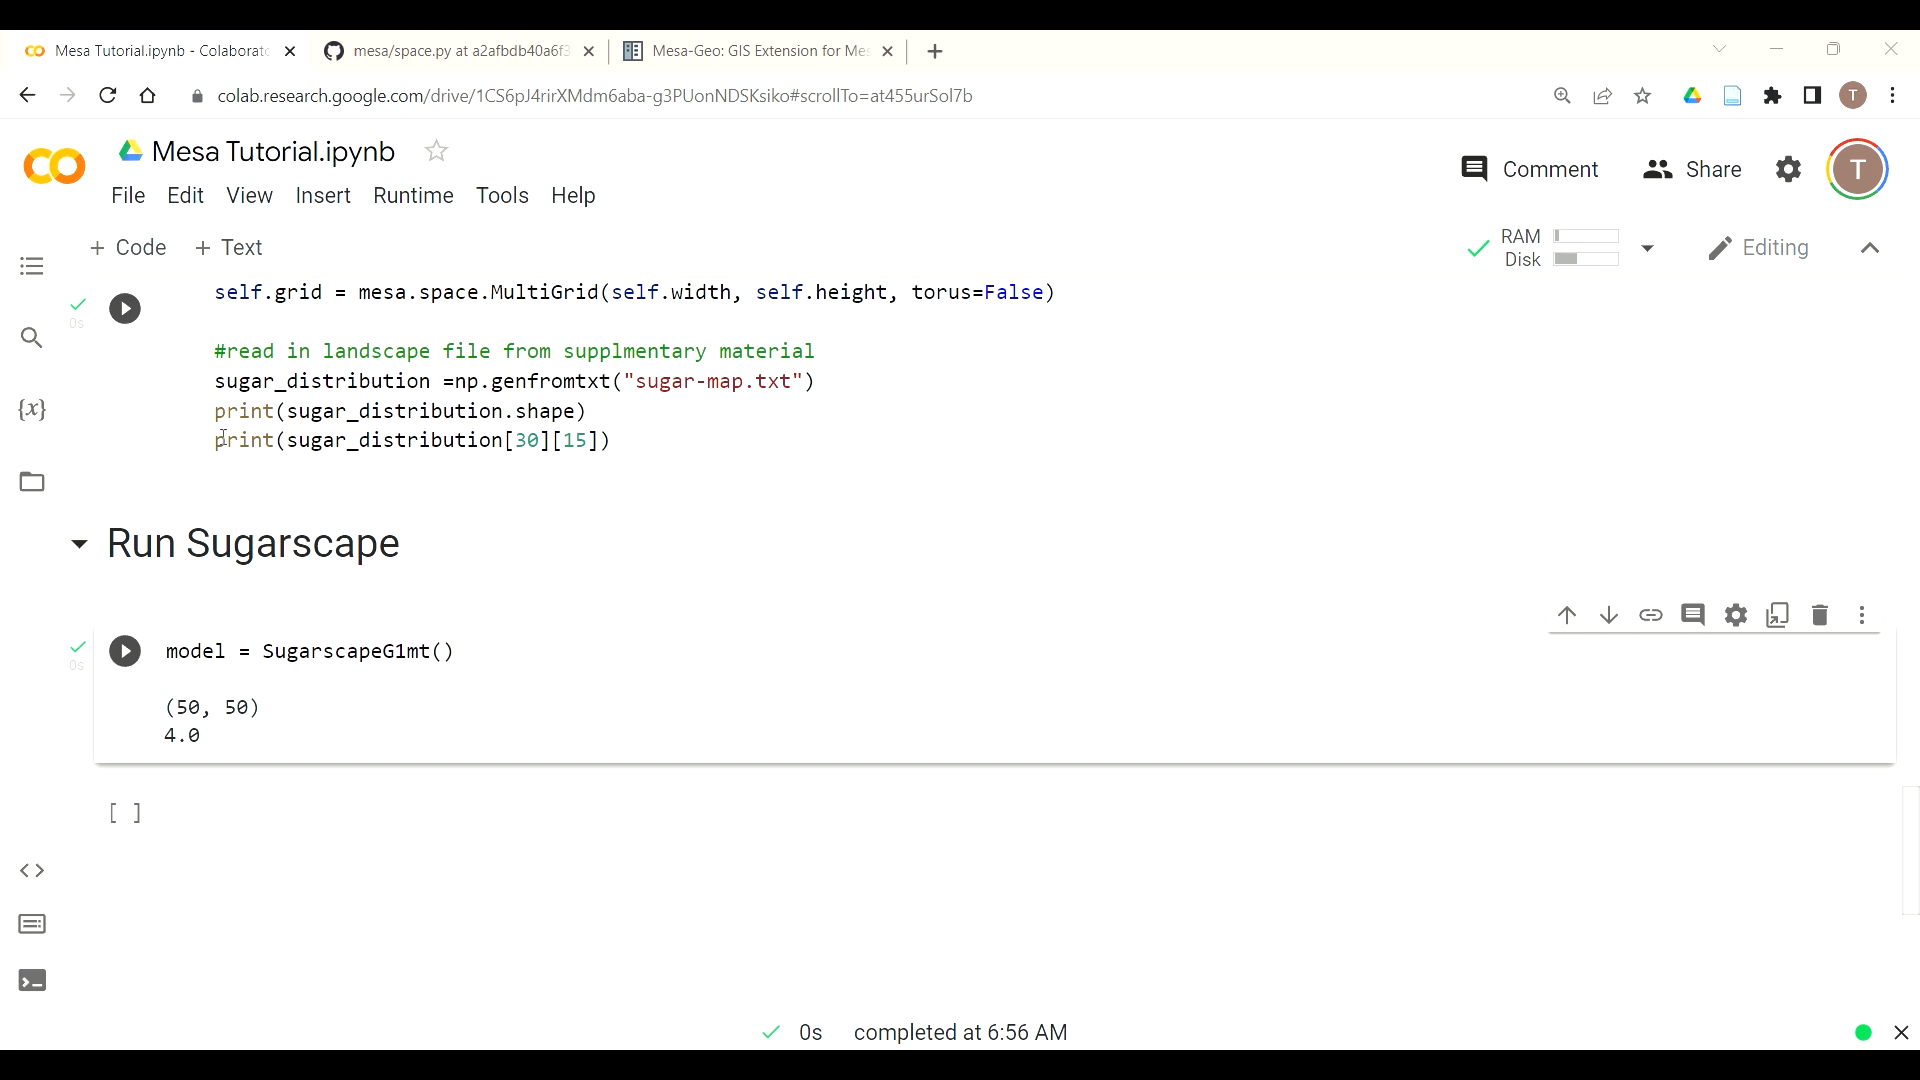 Mesa Tutorial.ipynb - Colaborato
mesa/space.py at a2afbdb40a6f3
Mesa-Geo: GIS Extension for Mes
colab.research.google.com/drive/1CS6pJ4rirXMdm6aba-g3PUonNDSKsiko#scrollTo=at455urSol7b
T
Mesa Tutorial.ipynb
Comment
Share
T
File Edit View Insert Runtime Tools Help
+ Code + Text
RAM
Disk
Editing
self.grid = mesa.space.MultiGrid(self.width, self.height, torus=False)
0s
#read in landscape file from supplmentary material
sugar_distribution =np.genfromtxt("sugar-map.txt")
print(sugar_distribution.shape)
print(sugar_distribution[30][15])
{x}
Run Sugarscape
0s
model = SugarscapeG1mt()
(50, 50)
4.0
[ ]
0s completed at 6:56 AM